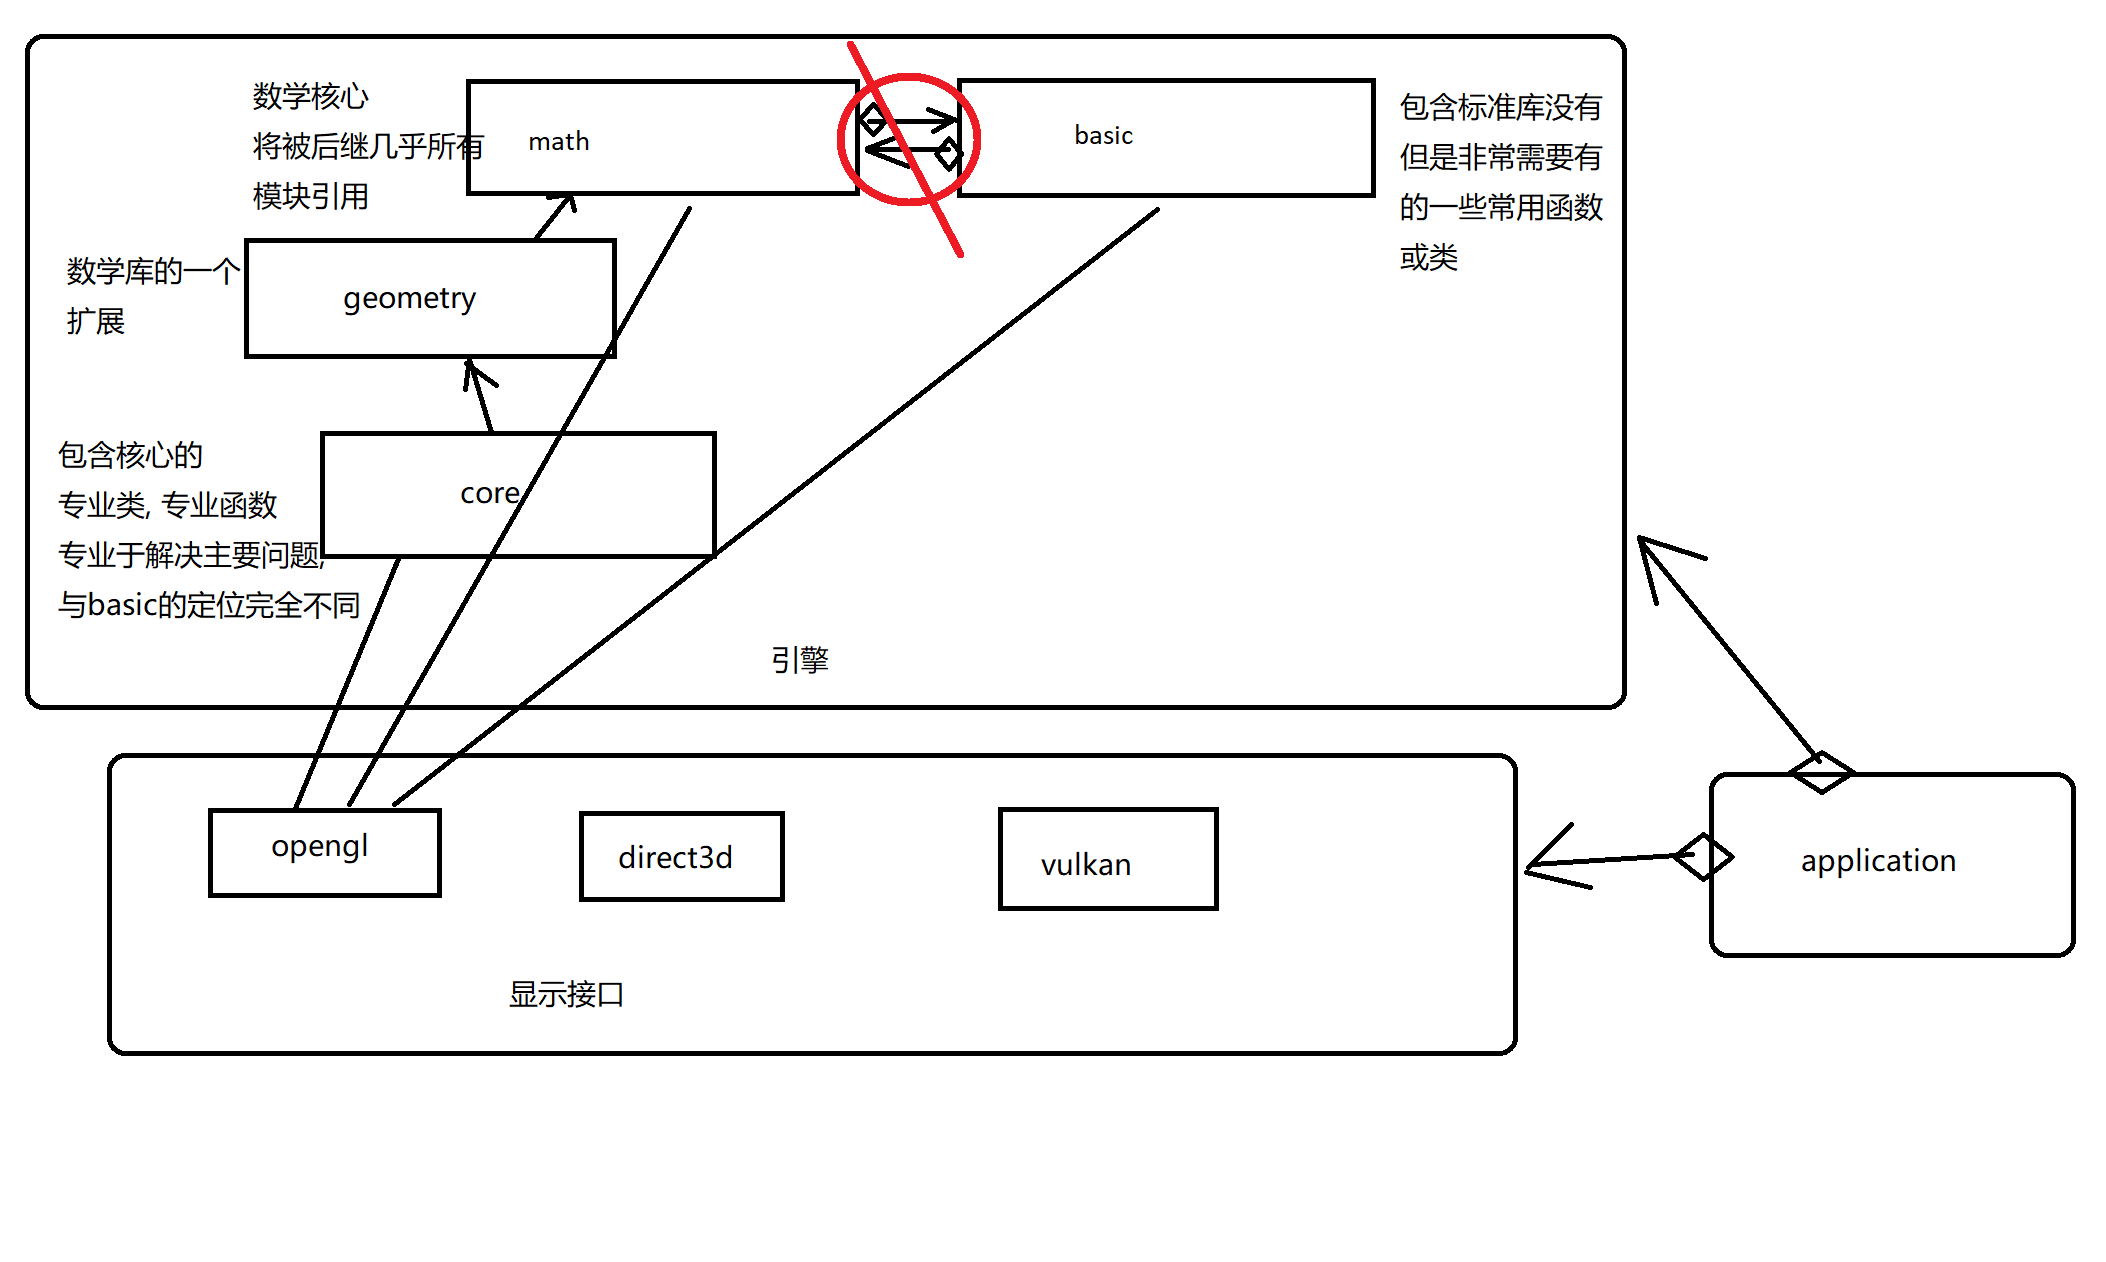 数学核心
将被后继几乎所有
模块引用
math
basic
包含标准库没有
但是非常需要有
的一些常用函数
或类
数学库的一个
扩展
geometry
包含核心的
专业类, 专业函数
专业于解决主要问题,
与basic的定位完全不同
core
引擎
opengl
direct3d
vulkan
显示接口
application